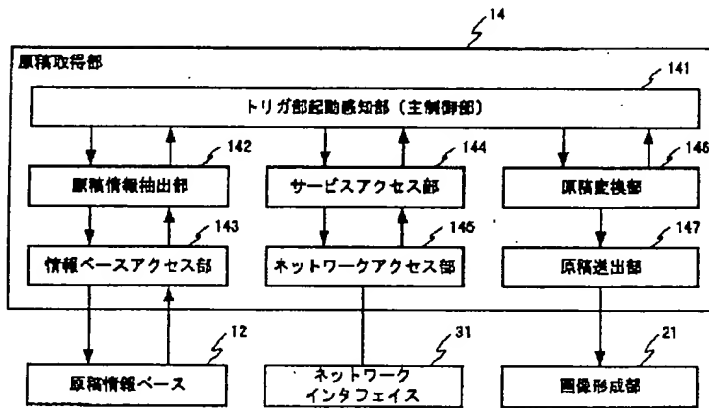 14
原稿取得部
141
トリガ部起動感知部（主制御部）
142
144
146
原稿情報抽出部
サービスアクセス部
原稿変換部
143
145
147
情報ベースアクセス部
ネットワークアクセス部
原稿送出部
12
31
21
原稿情報ベース
ネットワーク
インタフェイス
画像形成部